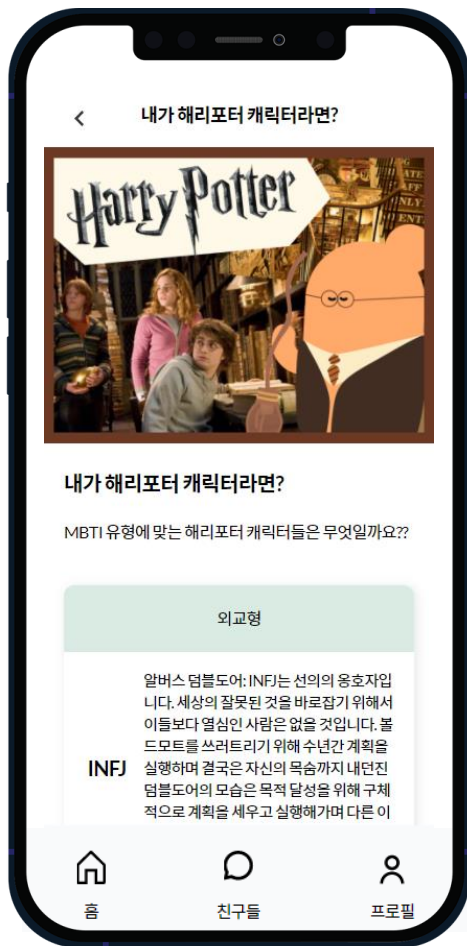 내가 해리포터 캐릭터라면?
Harry Potter
내가 해리포터 캐릭터라면?
MBTI 유형에 맞는 해리포터 캐릭터들은 무엇일까요??
외교형
INFJ
알버스 덤블도어: INFJ는 선의의 옹호자입
니다. 세상의 잘못된 것을 바로잡기 위해서
이들보다 열심인 사람은 없을 것입니다. 볼
드모트를 쓰러트리기 위해 수년간 계획을
실행하며 결국은 자신의 목숨까지 내던진
덤블도어의 모습은 목적 달성을 위해 구체
적으로 계획을 세우고 실행해가며 다른 이
홈
친구들
프로필